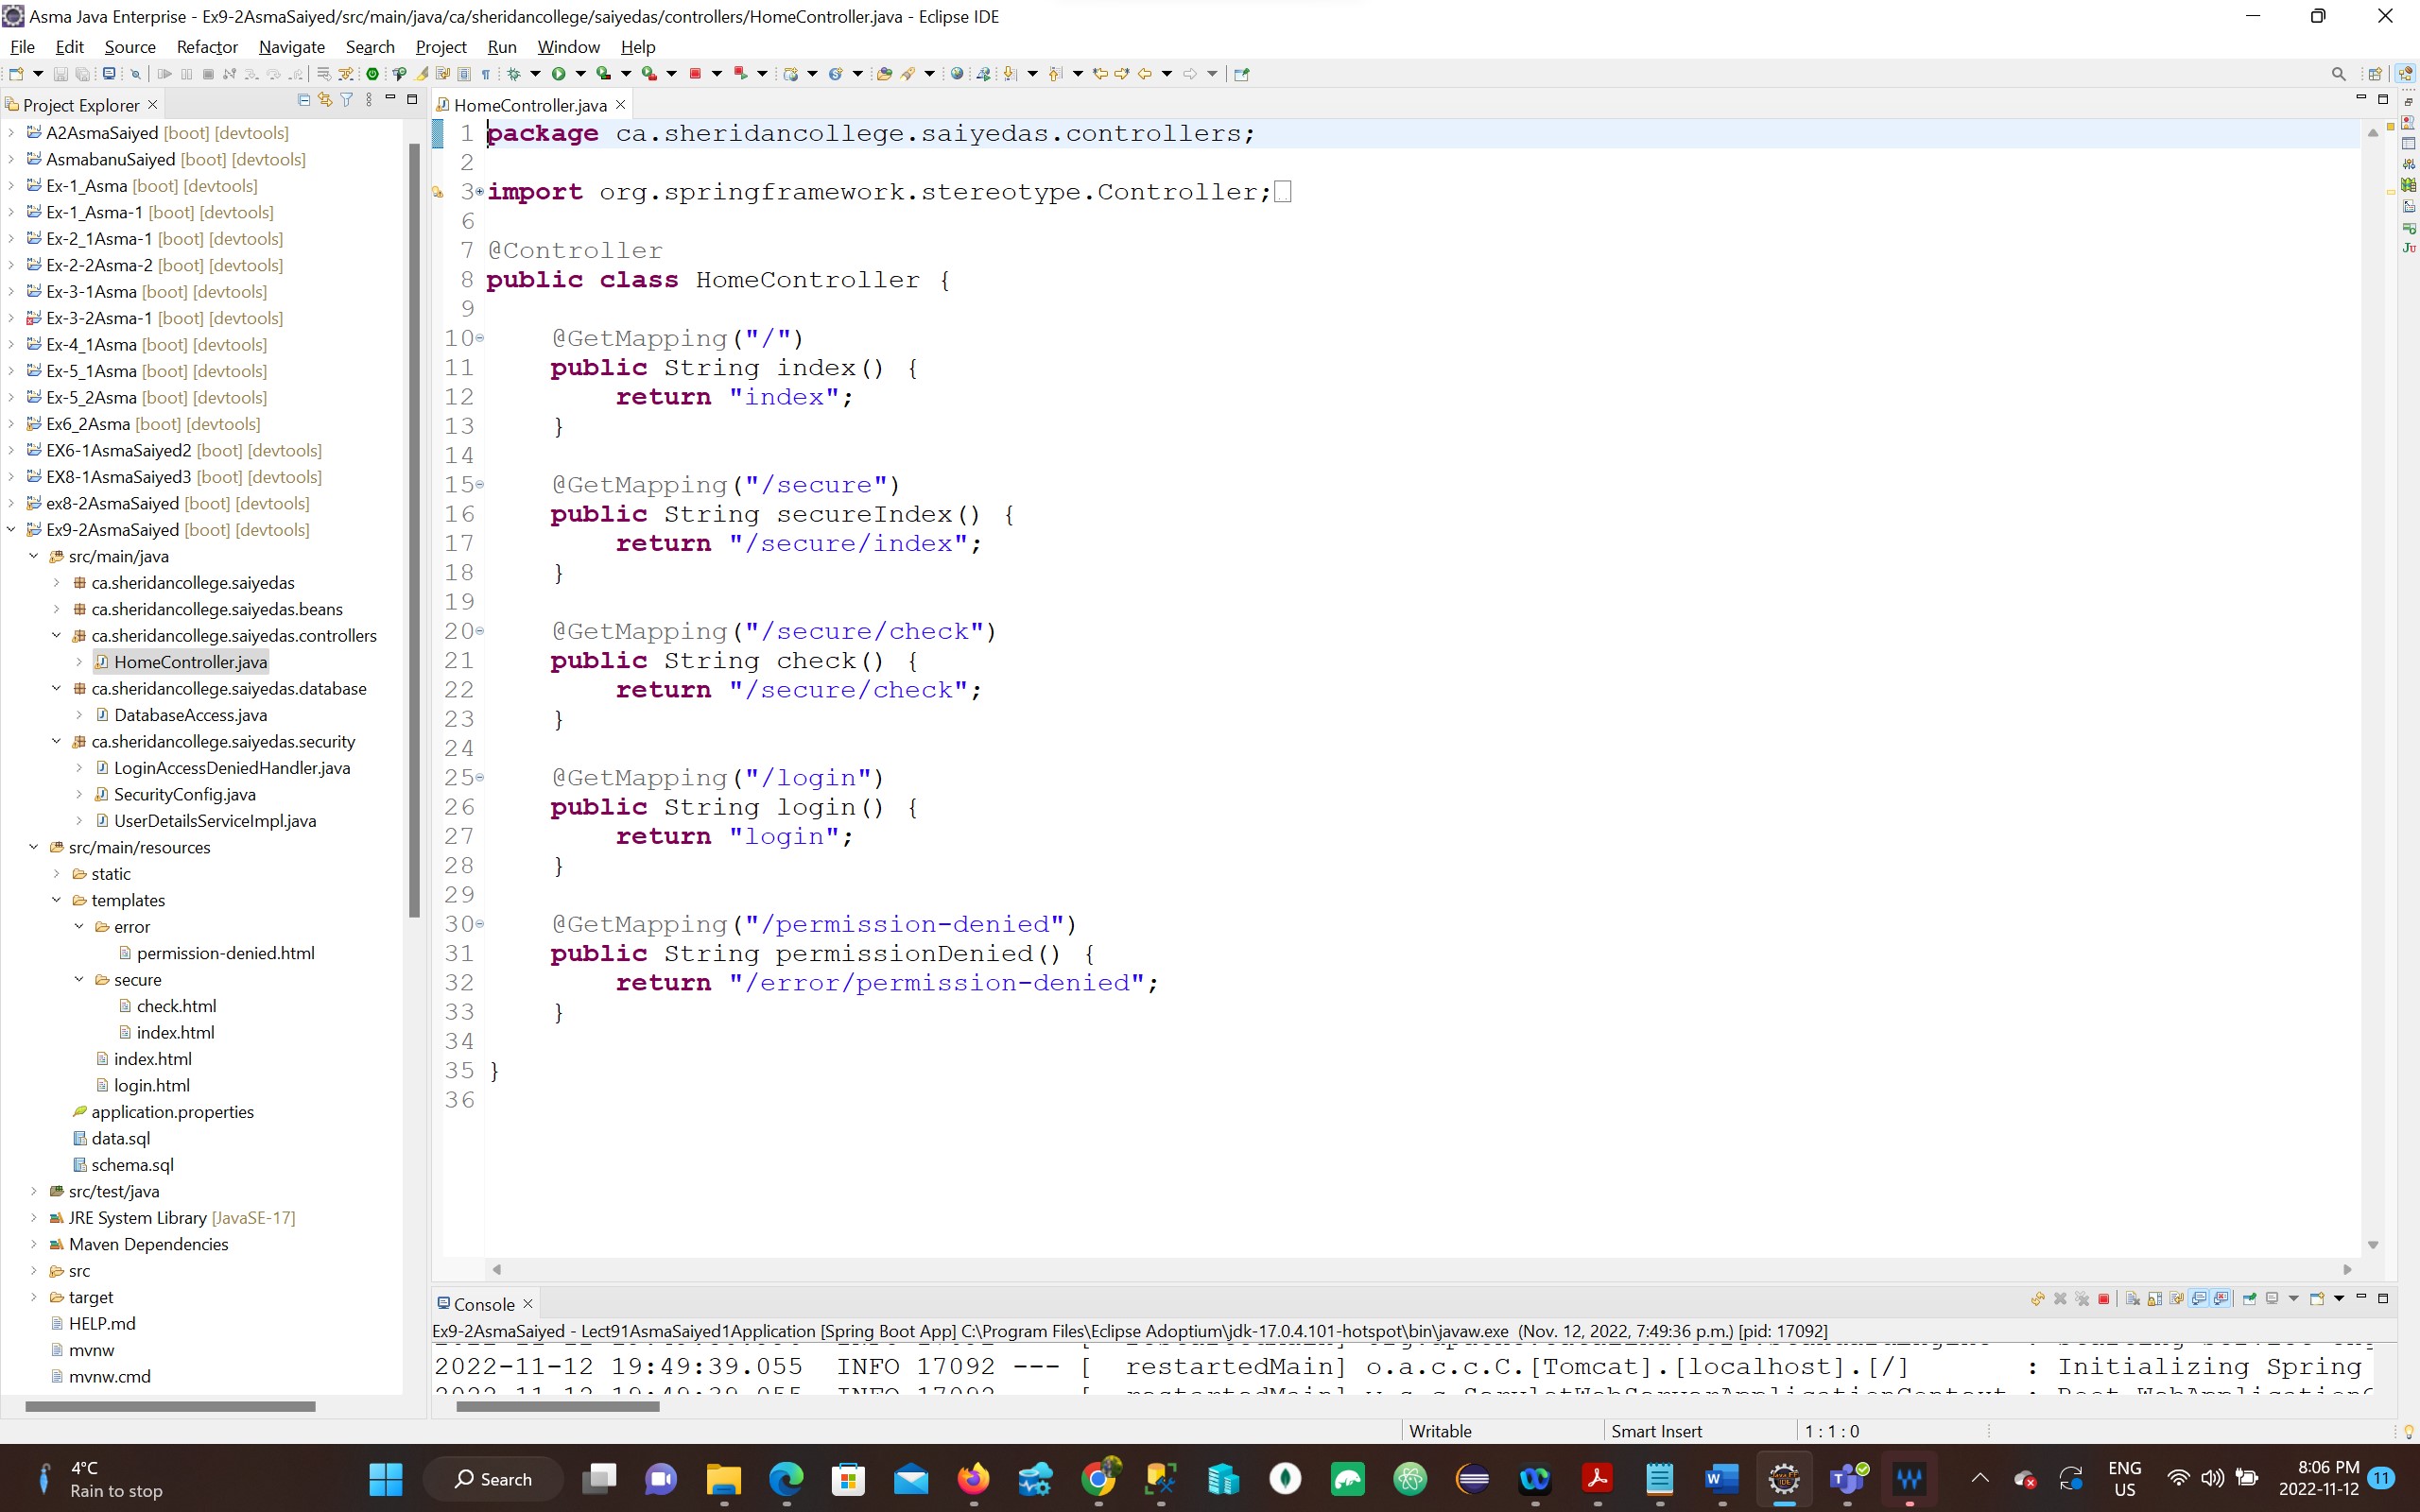 Asma Java Enterprise - Ex9-2AsmaSaiyed/src/main/java/ca/sheridancollege/saiyedas/controllers/HomeController.java - Eclipse IDE
File Edit Source Refactor Navigate Search Project Run Window Help
Project Explorer
A2AsmaSaiyed [boot] [devtools]
AsmabanuSaiyed [boot] [devtools]
Ex-1_Asma [boot] [devtools]
Ex-1_Asma-1 [boot] [devtools]
Ex-2_1Asma-1 [boot] [devtools]
Ex-2-2Asma-2 [boot] [devtools]
Ex-3-1Asma [boot] [devtools]
Ex-3-2Asma-1 [boot] [devtools]
Ex-4_1Asma [boot] [devtools]
Ex-5_1Asma [boot] [devtools]
Ex-5_2Asma [boot] [devtools]
Ex6_2Asma [boot] [devtools]
EX6-1AsmaSaiyed2 [boot] [devtools]
EX8-1AsmaSaiyed3 [boot] [devtools]
ex8-2AsmaSaiyed [boot] [devtools]
Ex9-2AsmaSaiyed [boot] [devtools]
src/main/java
ca.sheridancollege.saiyedas
ca.sheridancollege.saiyedas.beans
ca.sheridancollege.saiyedas.controllers
HomeController.java
ca.sheridancollege.saiyedas.database
DatabaseAccess.java
ca.sheridancollege.saiyedas.security
LoginAccessDeniedHandler.java
SecurityConfig.java
UserDetailsServiceImpl.java
src/main/resources
static
templates
error
permission-denied.html
secure
check.html
index.html
index.html
login.html
application.properties
data.sql
schema.sql
src/test/java
JRE System Library [JavaSE-17]
Maven Dependencies
src
target
HELP.md
mvnw
mvnw.cmd
HomeController.java
1 package ca.sheridancollege.saiyedas.controllers;
2
3 import org.springframework.stereotype.Controller;
6
7 @Controller
8 public class HomeController {
9
10 @GetMapping("/")
11 public String index() {
12 return "index";
13 }
14
15 @GetMapping("/secure")
16 public String secureIndex() {
17 return "/secure/index";
18 }
19
20 @GetMapping("/secure/check")
21 public String check() {
22 return "/secure/check";
23 }
24
25 @GetMapping("/login")
26 public String login() {
27 return "login";
28 }
29
30 @GetMapping("/permission-denied")
31 public String permissionDenied() {
32 return "/error/permission-denied";
33 }
34
35 }
36
Console
Ex9-2AsmaSaiyed - Lect91AsmaSaiyed1Application [Spring Boot App] C:\Program Files\Eclipse Adoptium\jdk-17.0.4.101-hotspot\bin\javaw.exe (Nov. 12, 2022, 7:49:36 p.m.) [pid: 17092]
2022-11-12 19:49:39.055 INFO 17092 --- [ restartedMain] o.a.c.c.C.[Tomcat].[localhost].[/] : Initializing Spring
Writable Smart Insert 1 : 1 : 0
4°C
Rain to stop
Search
ENG
US
8:06 PM
2022-11-12
11